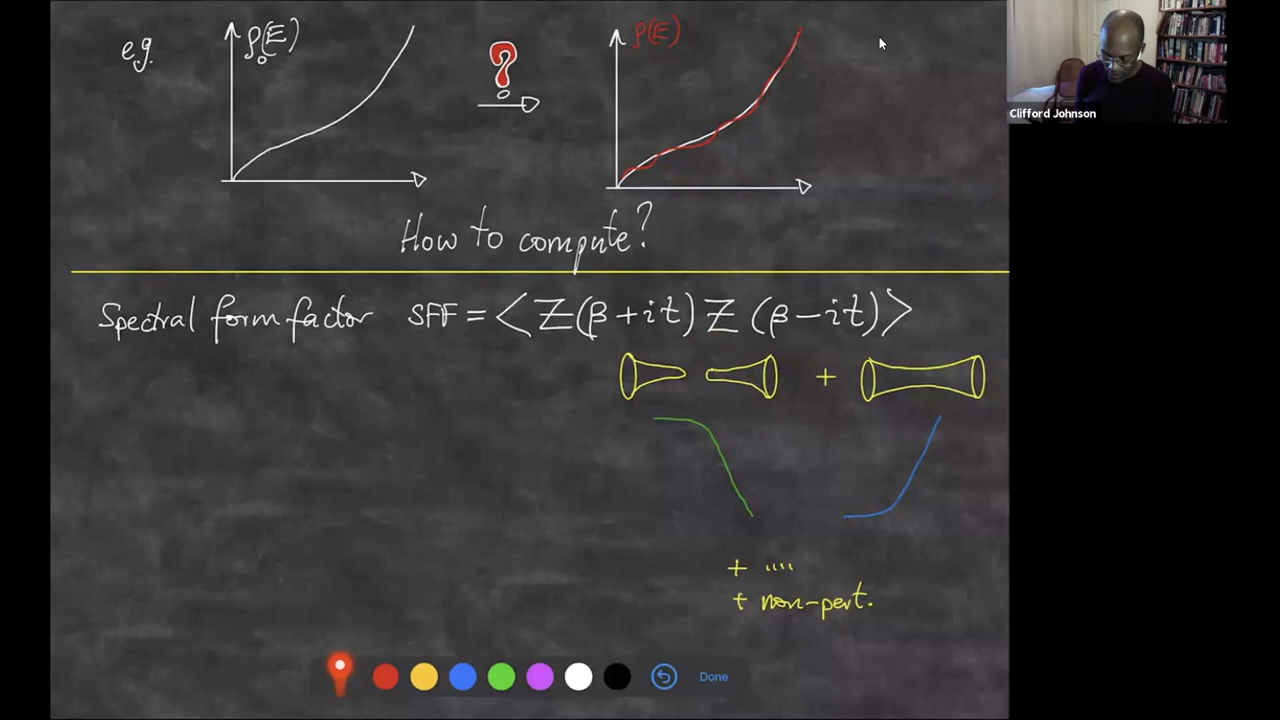 e.g. ρ₀(E) ? ρ(E)
Clifford Johnson
How to compute?
Spectral form factor SFF = <Z(β+it) Z(β-it)>
+
+ ....
+ non-pert.
Done